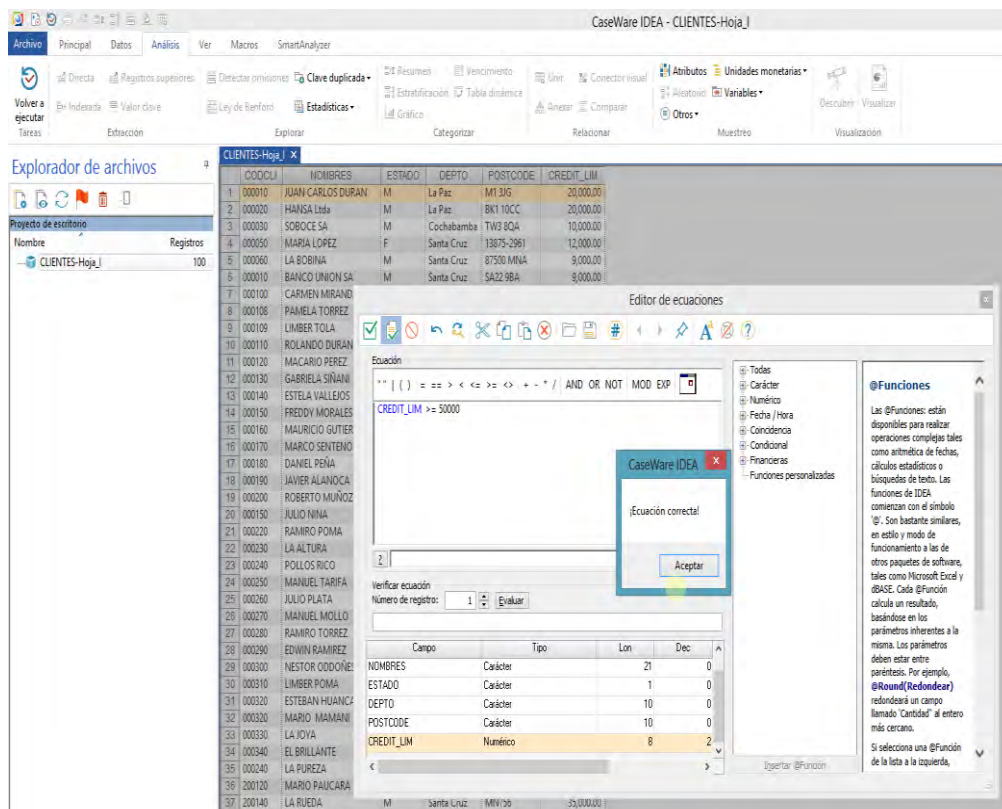 CaseWare IDEA - CLIENTES-Hoja_I
Archivo Principal Datos Análisis Ver Macros SmartAnalyzer
Volver a ejecutar
Directa Registros superiores
Indexada Valor clave
Detectar omisiones Clave duplicada
Ley de Benford Estadísticas
Resumen Vencimiento
Estratificación Tabla dinámica
Gráfico
Unir Conector visual
Anexar Comparar
Atributos Unidades monetarias
Aleatorio Variables
Otros
Descubrir Visualizar
Tareas Extracción Explorar Categorizar Relacionar Muestreo Visualización
Explorador de archivos
Proyecto de escritorio
Nombre Registros
CLIENTES-Hoja_I 100
CLIENTES-Hoja_I X
CODCLI NOMBRES ESTADO DEPTO POSTCODE CREDIT_LIM
1 000010 JUAN CARLOS DURAN M La Paz M1 3JG 20,000.00
2 000020 HANSA Ltda M La Paz BK1 10CC 20,000.00
3 000030 SOBOCE SA M Cochabamba TW3 8QA 10,000.00
4 000050 MARIA LOPEZ F Santa Cruz 13875-2961 12,000.00
5 000060 LA BOBINA M Santa Cruz 87500 MNA 9,000.00
6 000010 BANCO UNION SA M Santa Cruz SA22 9BA 9,000.00
7 000100 CARMEN MIRAND
8 000108 PAMELA TORREZ
9 000109 LIMBER TOLA
10 000110 ROLANDO DURAN
11 000120 MACARIO PEREZ
12 000130 GABRIELA SIÑANI
13 000140 ESTELA VALLEJOS
14 000150 FREDDY MORALES
15 000160 MAURICIO GUTIER
16 000170 MARCO SENTENO
17 000180 DANIEL PEÑA
18 000190 JAVIER ALANOCA
19 000200 ROBERTO MUÑOZ
20 000150 JULIO NINA
21 000220 RAMIRO POMA
22 000230 LA ALTURA
23 000240 POLLOS RICO
24 000250 MANUEL TARIFA
25 000260 JULIO PLATA
26 000270 MANUEL MOLLO
27 000280 RAMIRO TORREZ
28 000290 EDWIN RAMIREZ
29 000300 NESTOR ODDOÑE
30 000310 LIMBER POMA
31 000320 ESTEBAN HUANCA
32 000320 MARIO MAMANI
33 000330 LA JOYA
34 000340 EL BRILLANTE
35 000240 LA PUREZA
36 200120 MARIO PAUCARA
37 200140 LA RUEDA M Santa Cruz 35,000.00
Editor de ecuaciones
Ecuación
"" | ( ) = == > < <= >= <> + - * / AND OR NOT MOD EXP
CREDIT_LIM >= 50000
CaseWare IDEA
¡Ecuación correcta!
Aceptar
?
Verificar ecuación
Número de registro: 1 Evaluar
Campo Tipo Lon Dec
NOMBRES Carácter 21 0
ESTADO Carácter 1 0
DEPTO Carácter 10 0
POSTCODE Carácter 10 0
CREDIT_LIM Numérico 8 2
Todas
Carácter
Numérico
Fecha / Hora
Coincidencia
Condicional
Financieras
Funciones personalizadas
Insertar @Función
@Funciones
Las @Funciones: están
disponibles para realizar
operaciones complejas tales
como aritmética de fechas,
cálculos estadísticos o
búsquedas de texto. Las
funciones de IDEA
comienzan con el símbolo
'@'. Son bastante similares,
en estilo y modo de
funcionamiento a las de
otros paquetes de software,
tales como Microsoft Excel y
dBASE. Cada @Función
calcula un resultado,
basándose en los
parámetros inherentes a la
misma. Los parámetros
deben estar entre
paréntesis. Por ejemplo,
@Round(Redondear)
redondeará un campo
llamado "Cantidad" al entero
más cercano.
Si selecciona una @Función
de la lista a la izquierda,